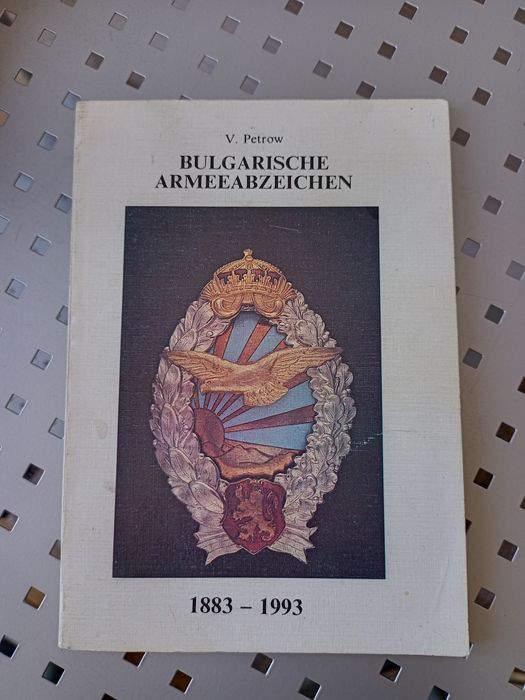 V. Petrow
BULGARISCHE
ARMEEABZEICHEN
1883 – 1993